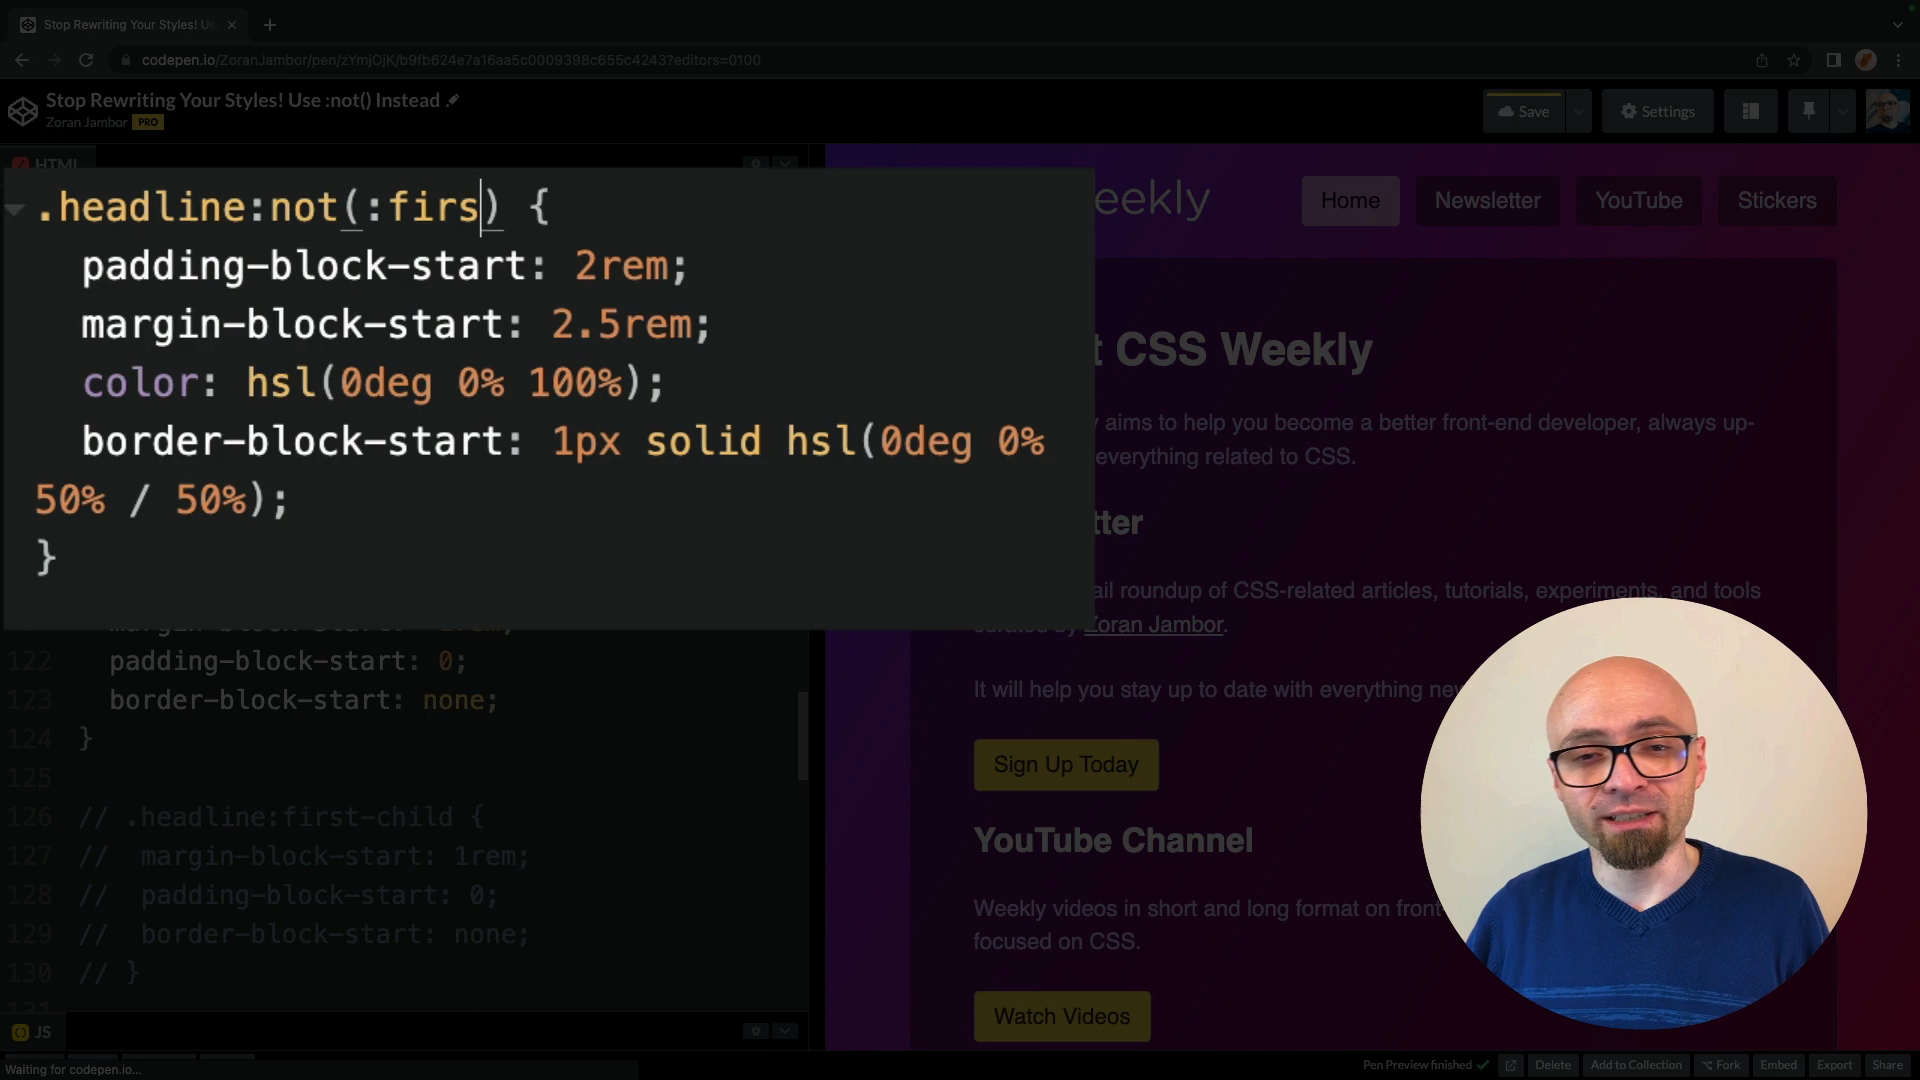 Stop Rewriting Your Styles! Us
codepen.io/ZoranJambor/pen/zYmjOjK/b9fb624e7a16aa5c0009398c655c4243?editors=0100
Stop Rewriting Your Styles! Use :not() Instead
Zoran Jambor PRO
Save
Settings
HTML
.headline:not(:firs) {
padding-block-start: 2rem;
margin-block-start: 2.5rem;
color: hsl(0deg 0% 100%);
border-block-start: 1px solid hsl(0deg 0%
50% / 50%);
}
122 padding-block-start: 0;
123 border-block-start: none;
124 }
125
126 // .headline:first-child {
127 // margin-block-start: 1rem;
128 // padding-block-start: 0;
129 // border-block-start: none;
130 // }
JS
eekly
Home
Newsletter
YouTube
Stickers
t CSS Weekly
aims to help you become a better front-end developer, always up-
everything related to CSS.
tter
ail roundup of CSS-related articles, tutorials, experiments, and tools
curated by Zoran Jambor.
It will help you stay up to date with everything
Sign Up Today
YouTube Channel
Weekly videos in short and long format on front
focused on CSS.
Watch Videos
Waiting for codepen.io...
Pen Preview finished
Delete
Add to Collection
Fork
Embed
Export
Share